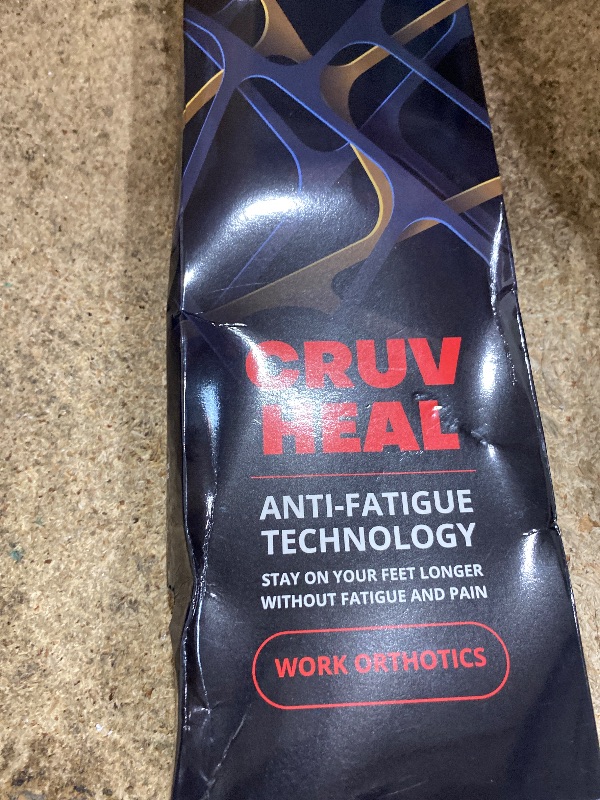 CRUV
HEAL
ANTI-FATIGUE
TECHNOLOGY
STAY ON YOUR FEET LONGER
WITHOUT FATIGUE AND PAIN
WORK ORTHOTICS